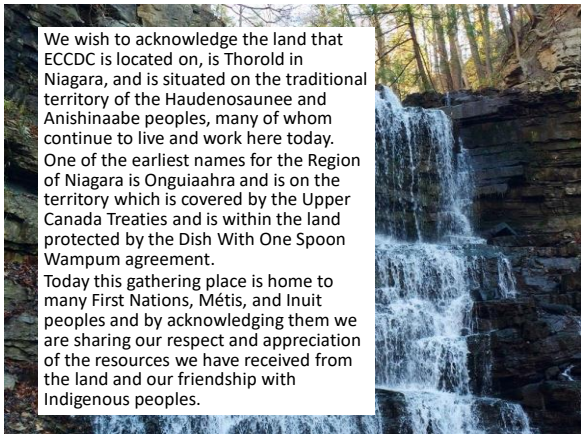 We wish to acknowledge the land that
ECCDC is located on, is Thorold in
Niagara, and is situated on the traditional
territory of the Haudenosaunee and
Anishinaabe peoples, many of whom
continue to live and work here today.
One of the earliest names for the Region
of Niagara is Onguiaahra and is on the
territory which is covered by the Upper
Canada Treaties and is within the land
protected by the Dish With One Spoon
Wampum agreement.
Today this gathering place is home to
many First Nations, Métis, and Inuit
peoples and by acknowledging them we
are sharing our respect and appreciation
of the resources we have received from
the land and our friendship with
Indigenous peoples.